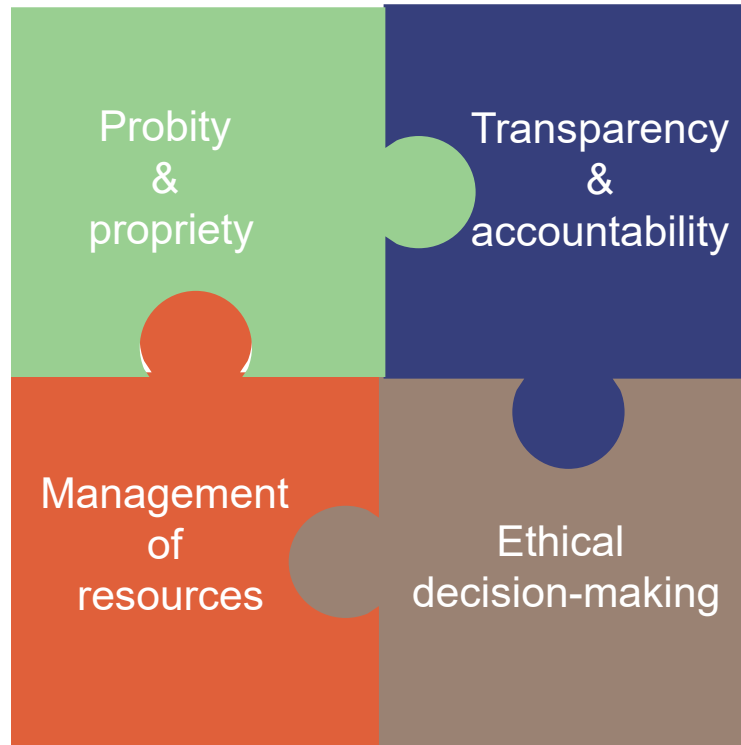 Probity
&
propriety
Transparency
&
accountability
Management
of
resources
Ethical
decision-making